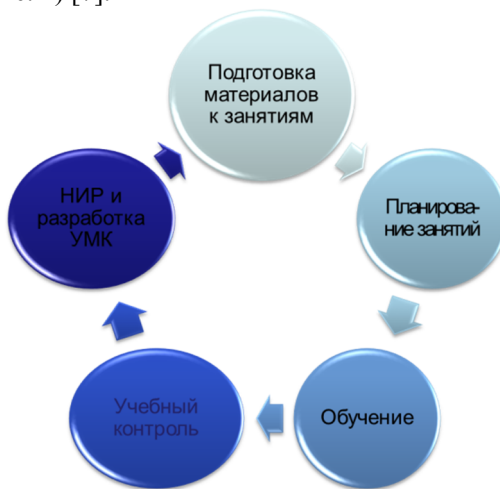 Подготовка
материалов
к занятиям
НИР и
разработка
УМК
Планирова-
ние занятий
Учебный
контроль
Обучение